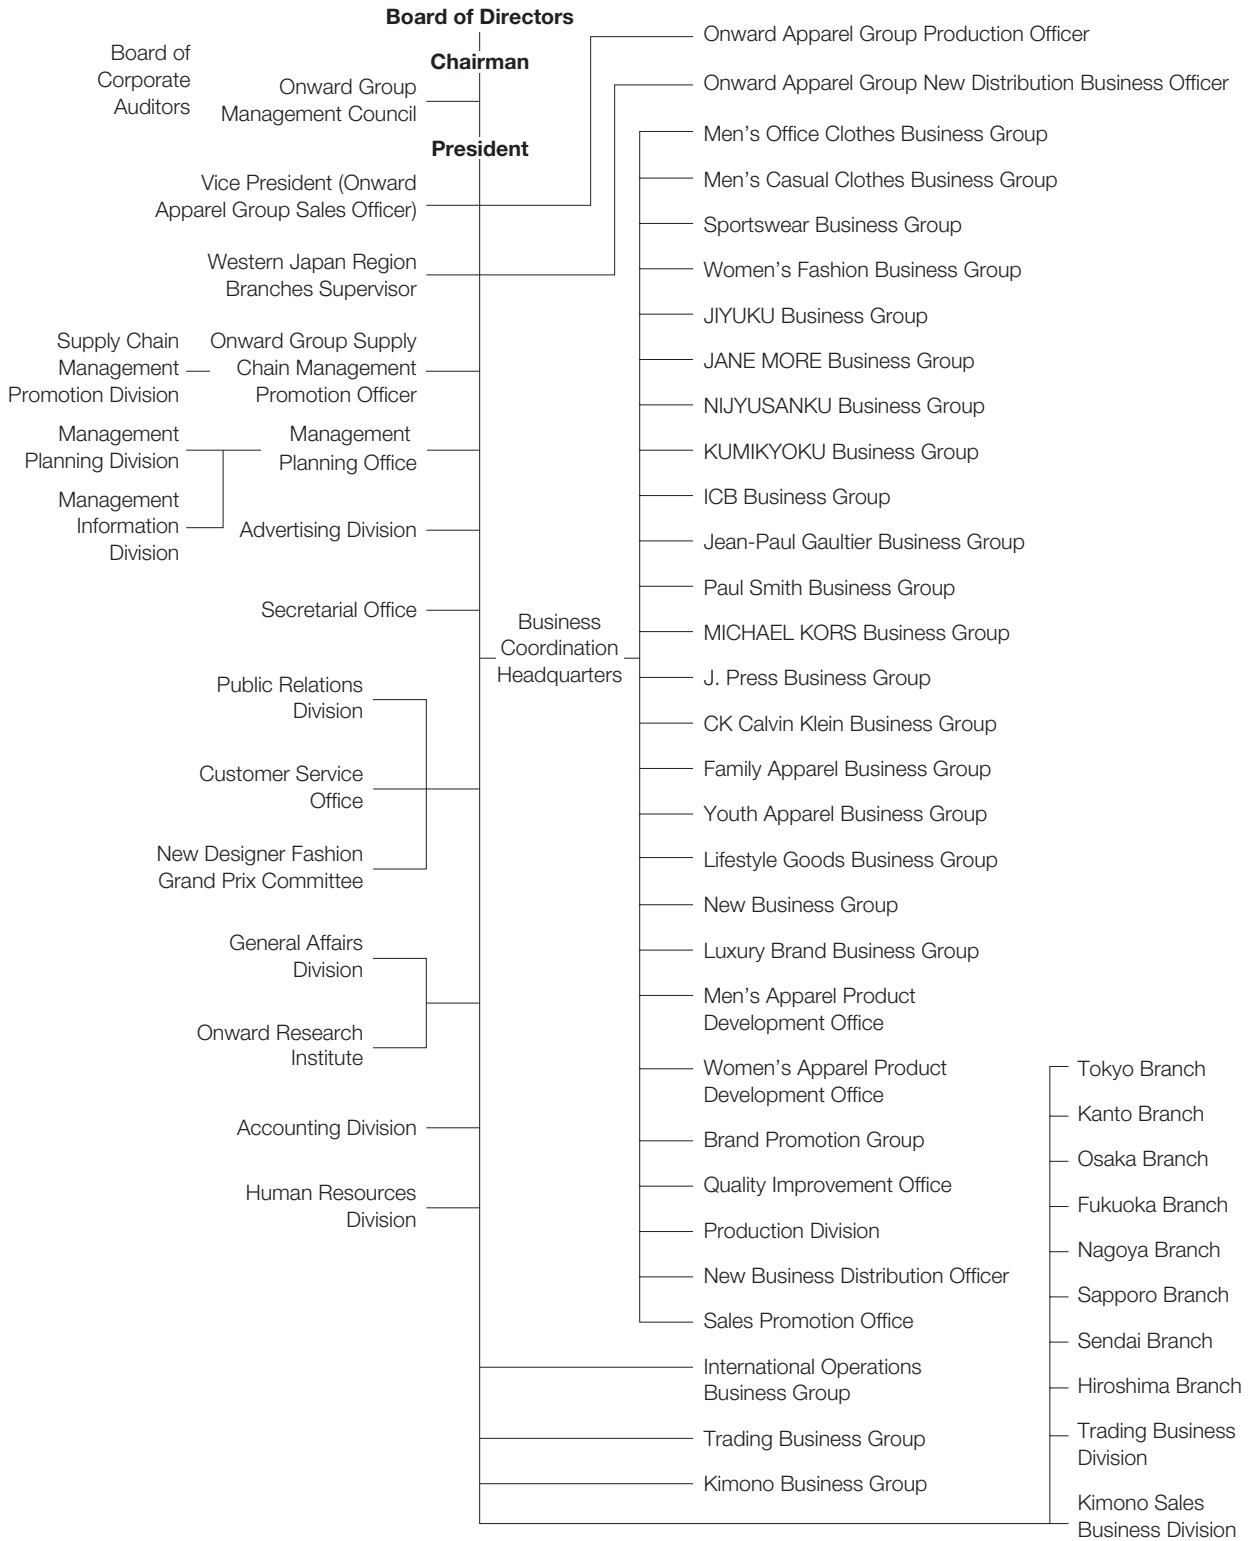 Board of Directors
Board of
Corporate
Auditors
Chairman
Onward Group
Management Council
President
Vice President (Onward
Apparel Group Sales Officer)
Western Japan Region
Branches Supervisor
Supply Chain
Management
Promotion Division
Onward Group Supply
Chain Management
Promotion Officer
Management
Planning Division
Management
Planning Office
Management
Information
Division
Advertising Division
Secretarial Office
Public Relations
Division
Customer Service
Office
New Designer Fashion
Grand Prix Committee
General Affairs
Division
Onward Research
Institute
Accounting Division
Human Resources
Division
Business
Coordination
Headquarters
Onward Apparel Group Production Officer
Onward Apparel Group New Distribution Business Officer
Men's Office Clothes Business Group
Men's Casual Clothes Business Group
Sportswear Business Group
Women's Fashion Business Group
JIYUKU Business Group
JANE MORE Business Group
NIJYUSANKU Business Group
KUMIKYOKU Business Group
ICB Business Group
Jean-Paul Gaultier Business Group
Paul Smith Business Group
MICHAEL KORS Business Group
J. Press Business Group
CK Calvin Klein Business Group
Family Apparel Business Group
Youth Apparel Business Group
Lifestyle Goods Business Group
New Business Group
Luxury Brand Business Group
Men's Apparel Product
Development Office
Women's Apparel Product
Development Office
Brand Promotion Group
Quality Improvement Office
Production Division
New Business Distribution Officer
Sales Promotion Office
International Operations
Business Group
Trading Business Group
Kimono Business Group
Tokyo Branch
Kanto Branch
Osaka Branch
Fukuoka Branch
Nagoya Branch
Sapporo Branch
Sendai Branch
Hiroshima Branch
Trading Business
Division
Kimono Sales
Business Division